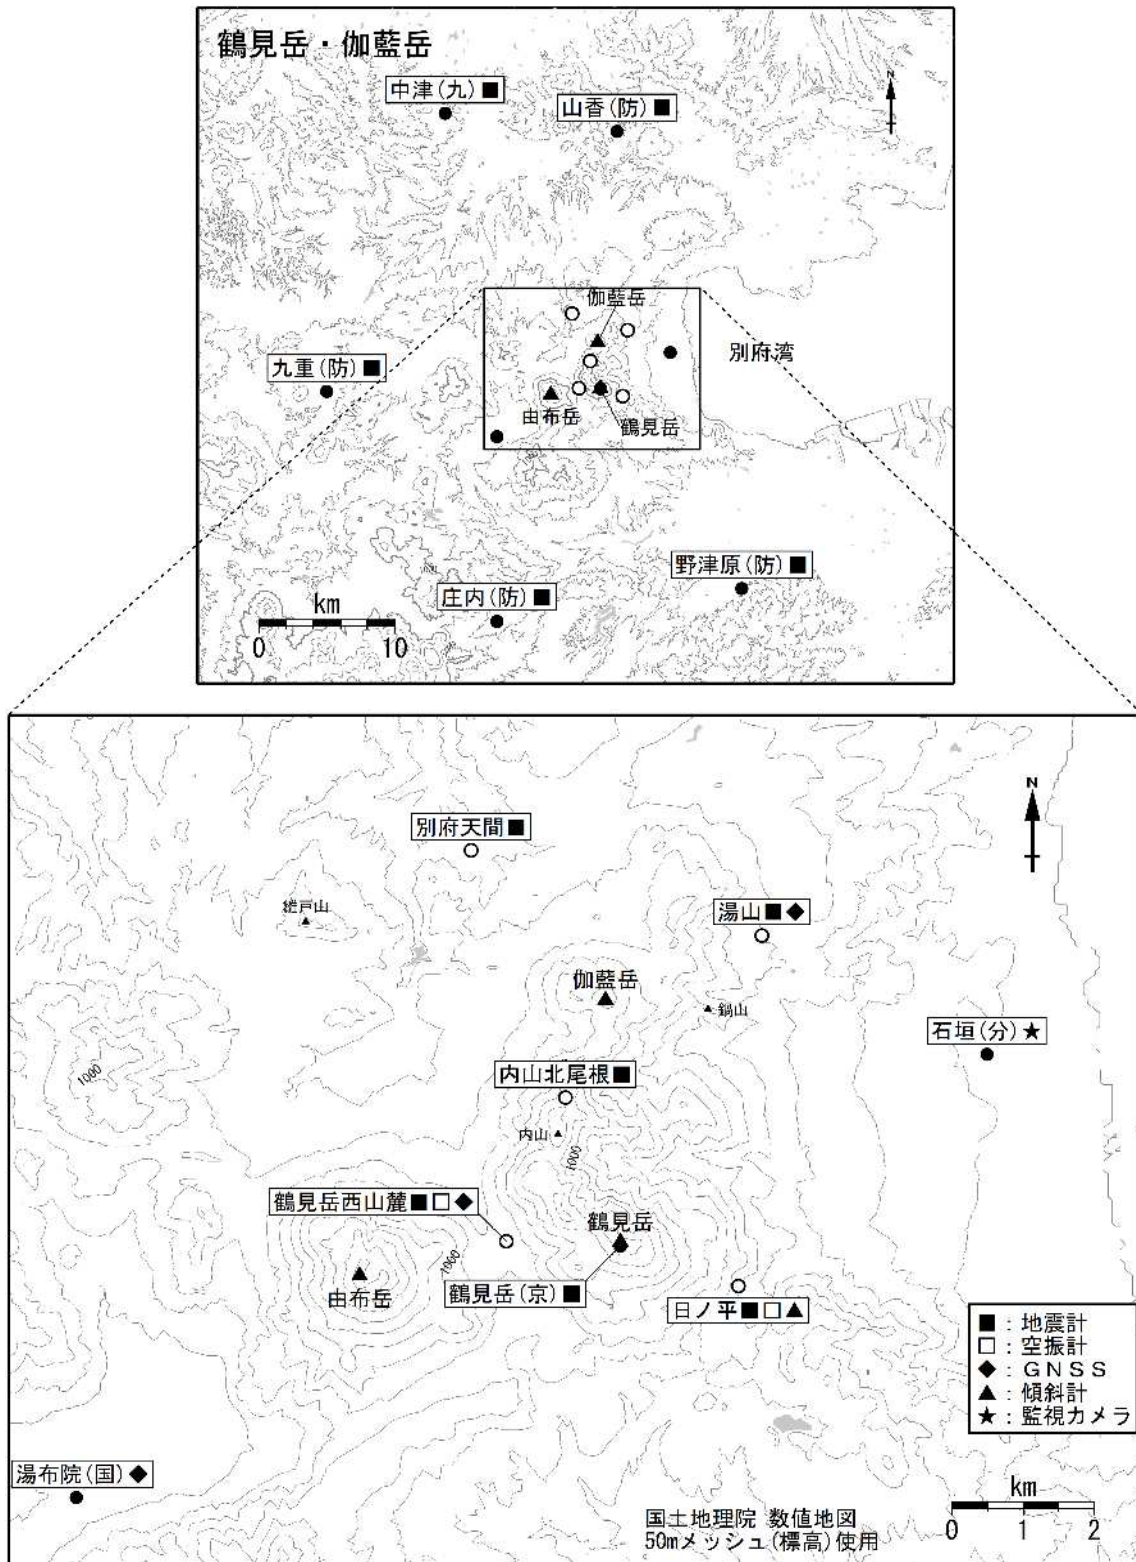 鶴見岳・伽藍岳
中津(九)■
山香(防)■
N
伽藍岳
別府湾
九重(防)■
由布岳
鶴見岳
野津原(防)■
庄内(防)■
km
0 10
別府天間■
N
湯山■◆
伽藍岳
鍋山
石垣(分)★
1000
内山北尾根■
内山
1000
鶴見岳西山麓■□◆
鶴見岳
1000
由布岳
鶴見岳(京)■
日ノ平■□▲
■:地震計
□:空振計
◆:GNSS
▲:傾斜計
★:監視カメラ
湯布院(国)◆
km
0 1 2
国土地理院 数値地図
50mメッシュ(標高)使用